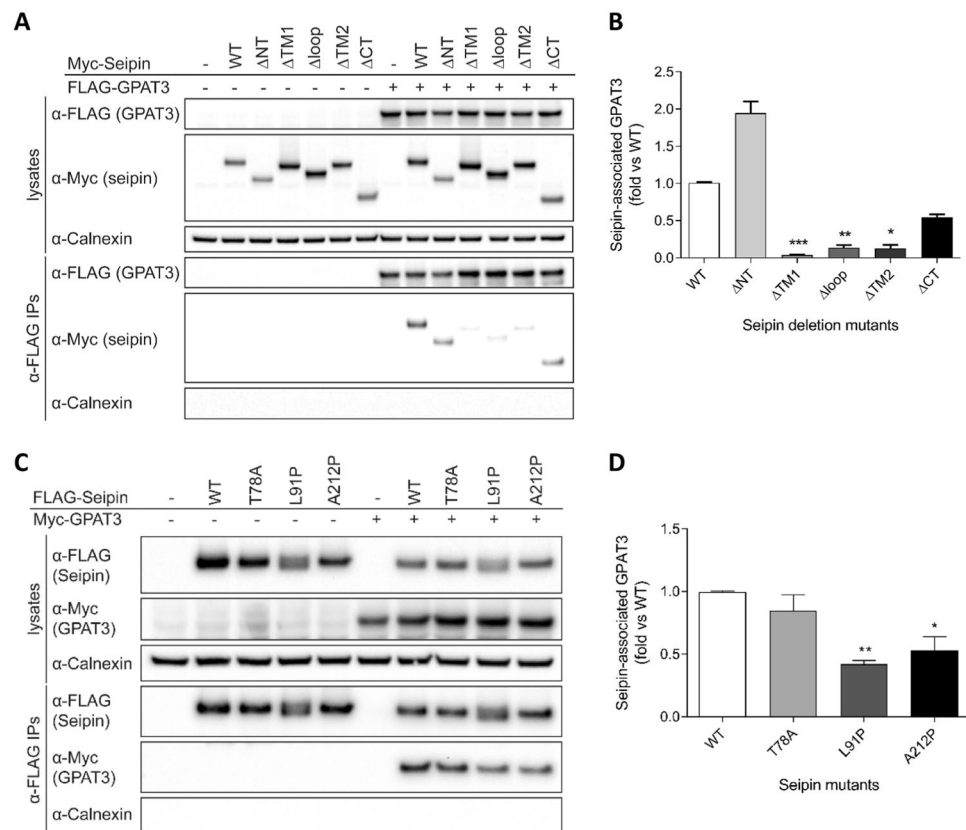 A
Myc-Seipin - WT ΔNT ΔTM1 Δloop ΔTM2 ΔCT - WT ΔNT ΔTM1 Δloop ΔTM2 ΔCT
FLAG-GPAT3 - - - - - - - + + + + + + +
lysates
α-FLAG (GPAT3)
α-Myc (seipin)
α-Calnexin
α-FLAG IPs
α-FLAG (GPAT3)
α-Myc (seipin)
α-Calnexin
B
Seipin-associated GPAT3
(fold vs WT)
2.5
2.0
1.5
1.0
0.5
0.0
*** ** *
WT ΔNT ΔTM1 Δloop ΔTM2 ΔCT
Seipin deletion mutants
C
FLAG-Seipin - WT T78A L91P A212P - WT T78A L91P A212P
Myc-GPAT3 - - - - - + + + + +
lysates
α-FLAG
(Seipin)
α-Myc
(GPAT3)
α-Calnexin
α-FLAG IPs
α-FLAG
(Seipin)
α-Myc
(GPAT3)
α-Calnexin
D
Seipin-associated GPAT3
(fold vs WT)
1.5
1.0
0.5
0.0
** *
WT T78A L91P A212P
Seipin mutants